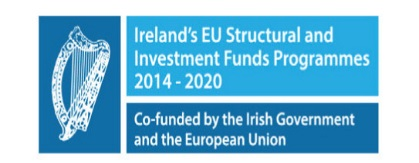 Ireland's EU Structural and
Investment Funds Programmes
2014 - 2020
Co-funded by the Irish Government
and the European Union